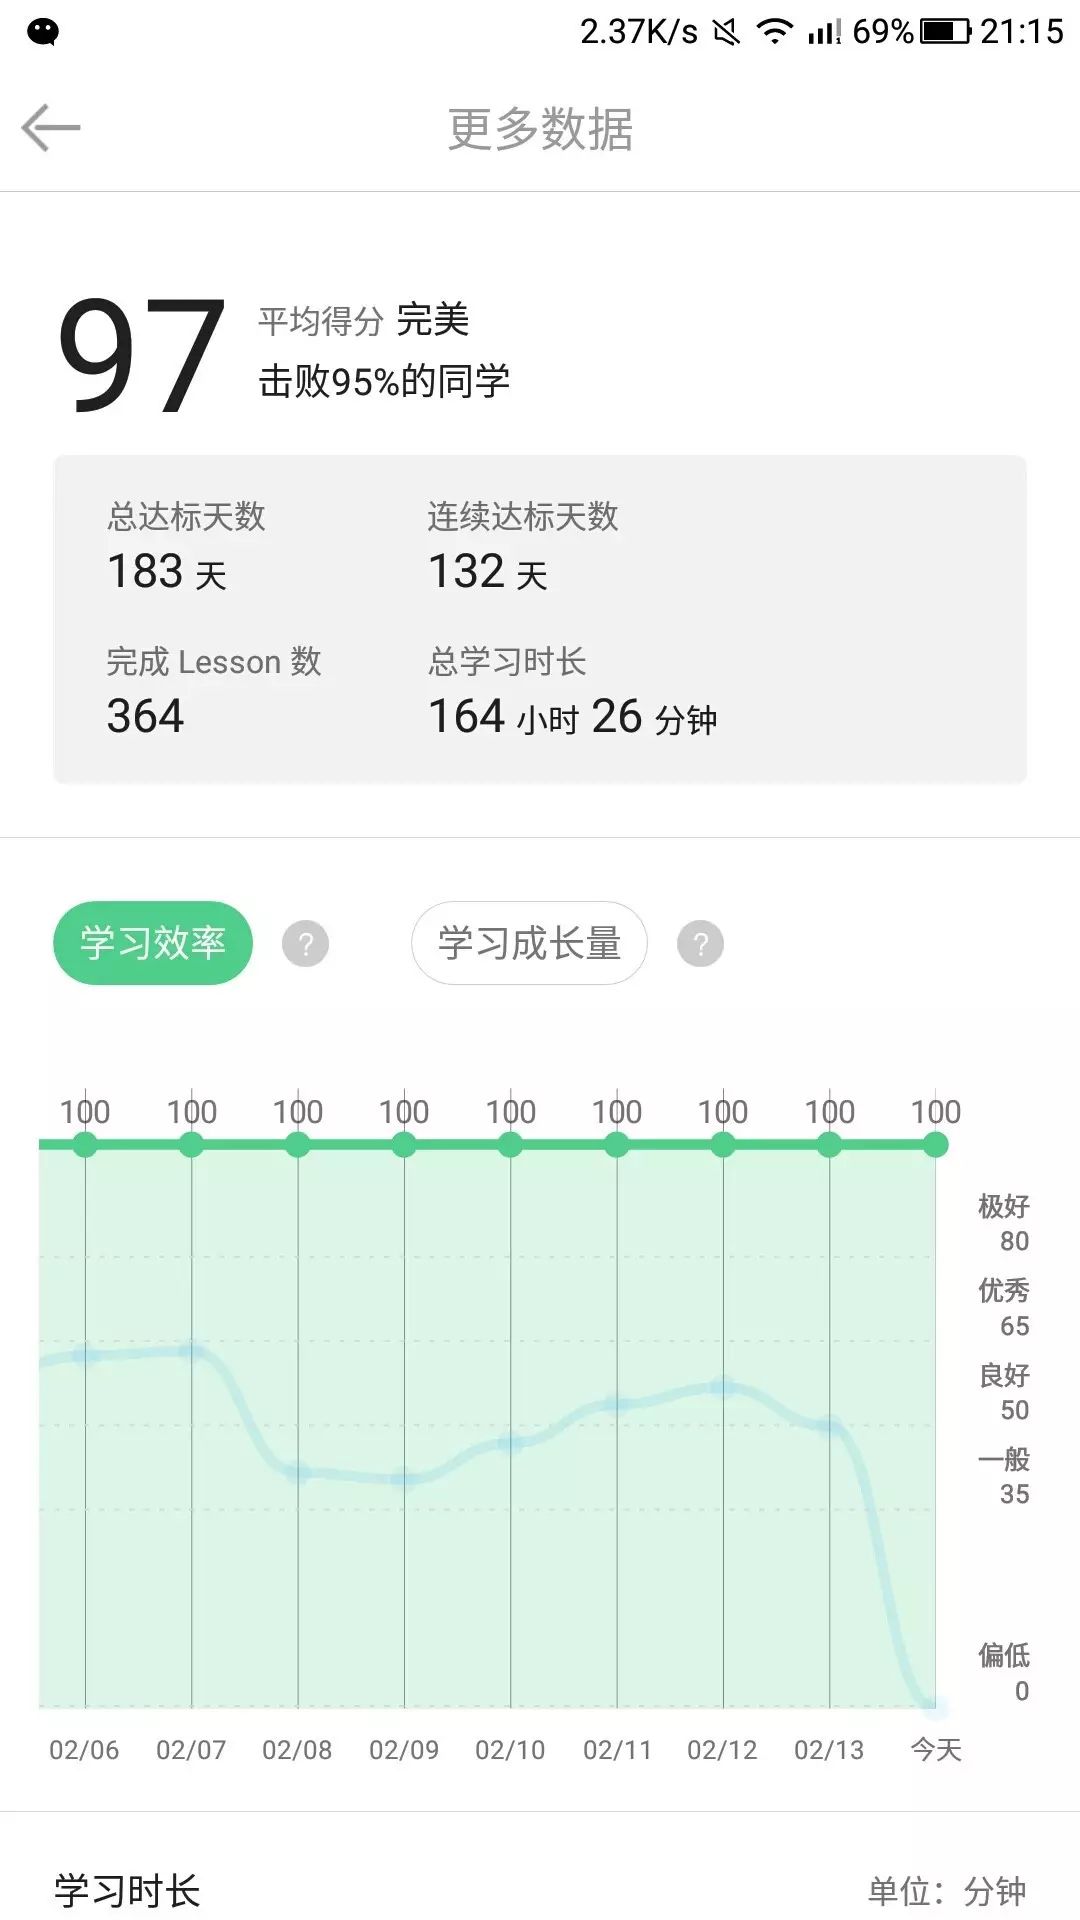 2.37K/s 69% 21:15
更多数据
97
平均得分 完美
击败95%的同学
总达标天数 连续达标天数
183 天 132 天
完成 Lesson 数 总学习时长
364 164 小时 26 分钟
学习效率 ? 学习成长量 ?
100 100 100 100 100 100 100 100 100
极好
80
优秀
65
良好
50
一般
35
偏低
0
02/06 02/07 02/08 02/09 02/10 02/11 02/12 02/13 今天
学习时长 单位：分钟